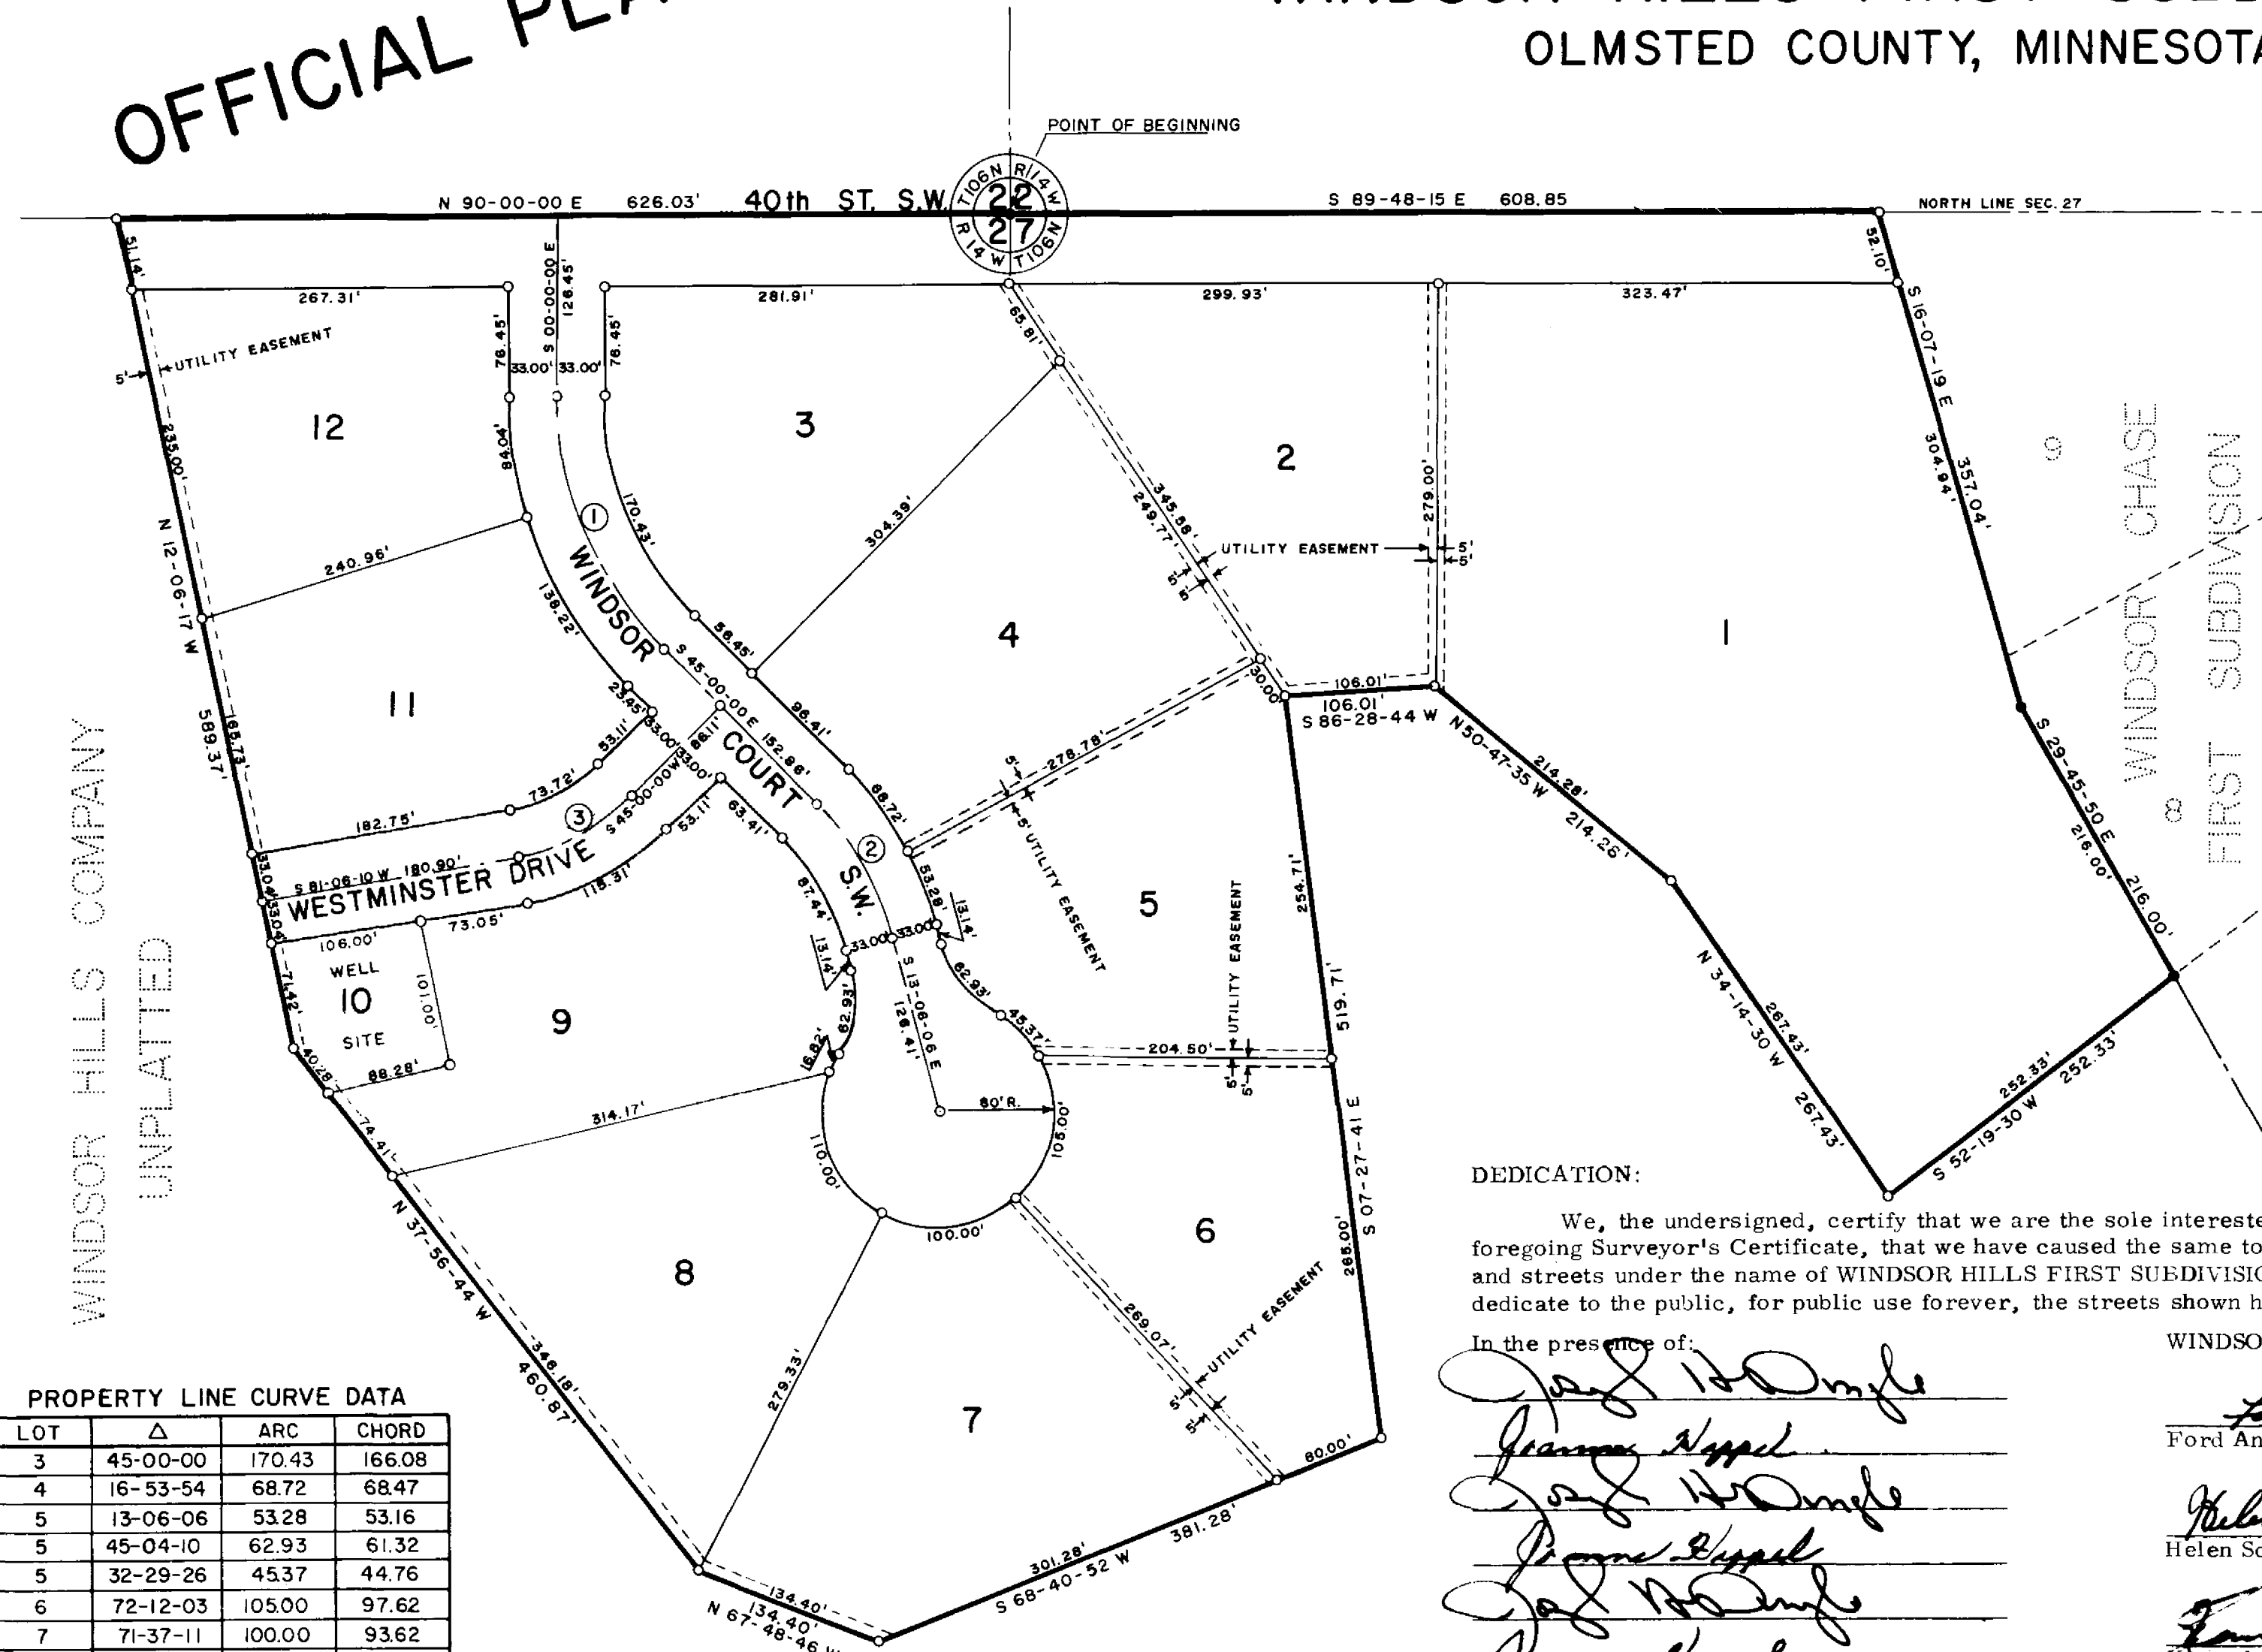 OFFICIAL PLA
OLMSTED COUNTY, MINNESOTA
POINT OF BEGINNING
N 90-00-00 E 626.03' 40th ST. S.W.
T106N R14W
22
27
R14W T106N
S 89-48-15 E 608.85
NORTH LINE SEC. 27
51.14'
52.10'
267.31'
S 00-00-00 E
126.45'
281.91'
299.93'
323.47'
76.45'
33.00' 33.00'
76.45'
65.81'
5' UTILITY EASEMENT
12
3
2
235.00'
84.04'
170.43'
304.39'
345.58'
249.77'
279.00'
UTILITY EASEMENT
5'
5'
5'
5'
S 16-07-19 E
304.94'
357.04'
9
WINDSOR CHASE
FIRST SUBDIVISION
8
N 12-06-17 W
589.37'
240.96'
138.22'
1
WINDSOR
COURT
S.W.
S 45-00-00 E
152.86'
56.45'
96.41'
4
1
11
165.73'
23.45'
33.00'
33.00'
66.11'
53.11'
73.72'
S 45-00-00 W
3
182.75'
S 81-06-10 W 180.90'
WESTMINSTER DRIVE
33.04'
33.04'
53.11'
115.31'
63.41'
2
68.72'
278.78'
5'
5' UTILITY EASEMENT
30.00'
106.01'
106.01'
S 86-28-44 W
N 50-47-35 W
214.28'
214.28'
S 29-45-50 E
216.00'
216.00'
WINDSOR HILLS COMPANY
UNPLATTED
106.00'
73.05'
WELL
10
SITE
71.42'
101.00'
40.28'
88.28'
9
87.44'
13.14'
33.00' 33.00'
53.28'
13.14'
62.93'
62.93'
16.82'
S 13-06-06 E
126.41'
45.37'
5
UTILITY EASEMENT
254.71'
519.71'
204.50'
5'
5'
N 34-14-30 W
267.43'
267.43'
252.33'
252.33'
S 52-19-30 W
314.17'
74.41'
60'R.
110.00'
105.00'
100.00'
S 07-27-41 E
265.00'
6
8
7
N 37-56-44 W
346.18'
460.87'
279.33'
269.07'
UTILITY EASEMENT
5'
5'
80.00'
301.28'
381.28'
S 68-40-52 W
134.40'
134.40'
N 67-48-46 W
DEDICATION:
We, the undersigned, certify that we are the sole intereste
foregoing Surveyor's Certificate, that we have caused the same to
and streets under the name of WINDSOR HILLS FIRST SUBDIVISIO
dedicate to the public, for public use forever, the streets shown h
In the presence of:
WINDSO
Ford An
Helen Sc
PROPERTY LINE CURVE DATA
LOT Δ ARC CHORD
3 45-00-00 170.43 166.08
4 16-53-54 68.72 68.47
5 13-06-06 53.28 53.16
5 45-04-10 62.93 61.32
5 32-29-26 45.37 44.76
6 72-12-03 105.00 97.62
7 71-37-11 100.00 93.62